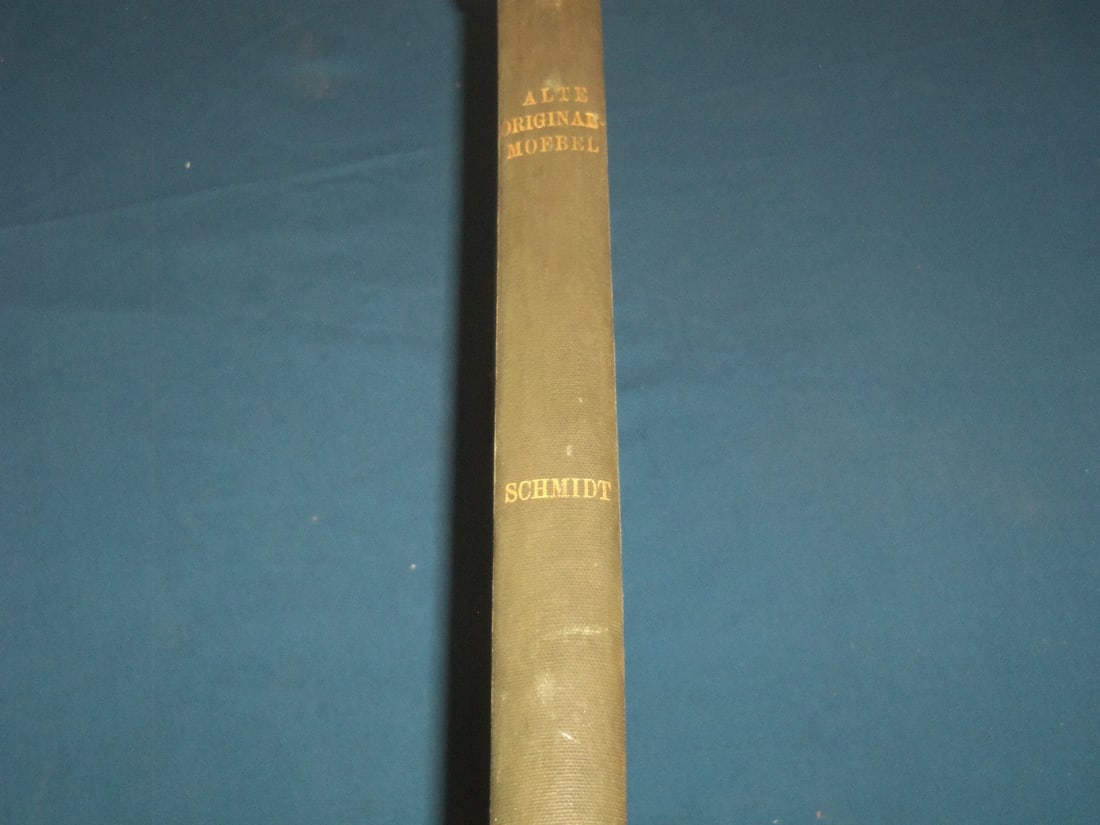 ALTE
ORIGINAL-
MOEBEL
SCHMIDT